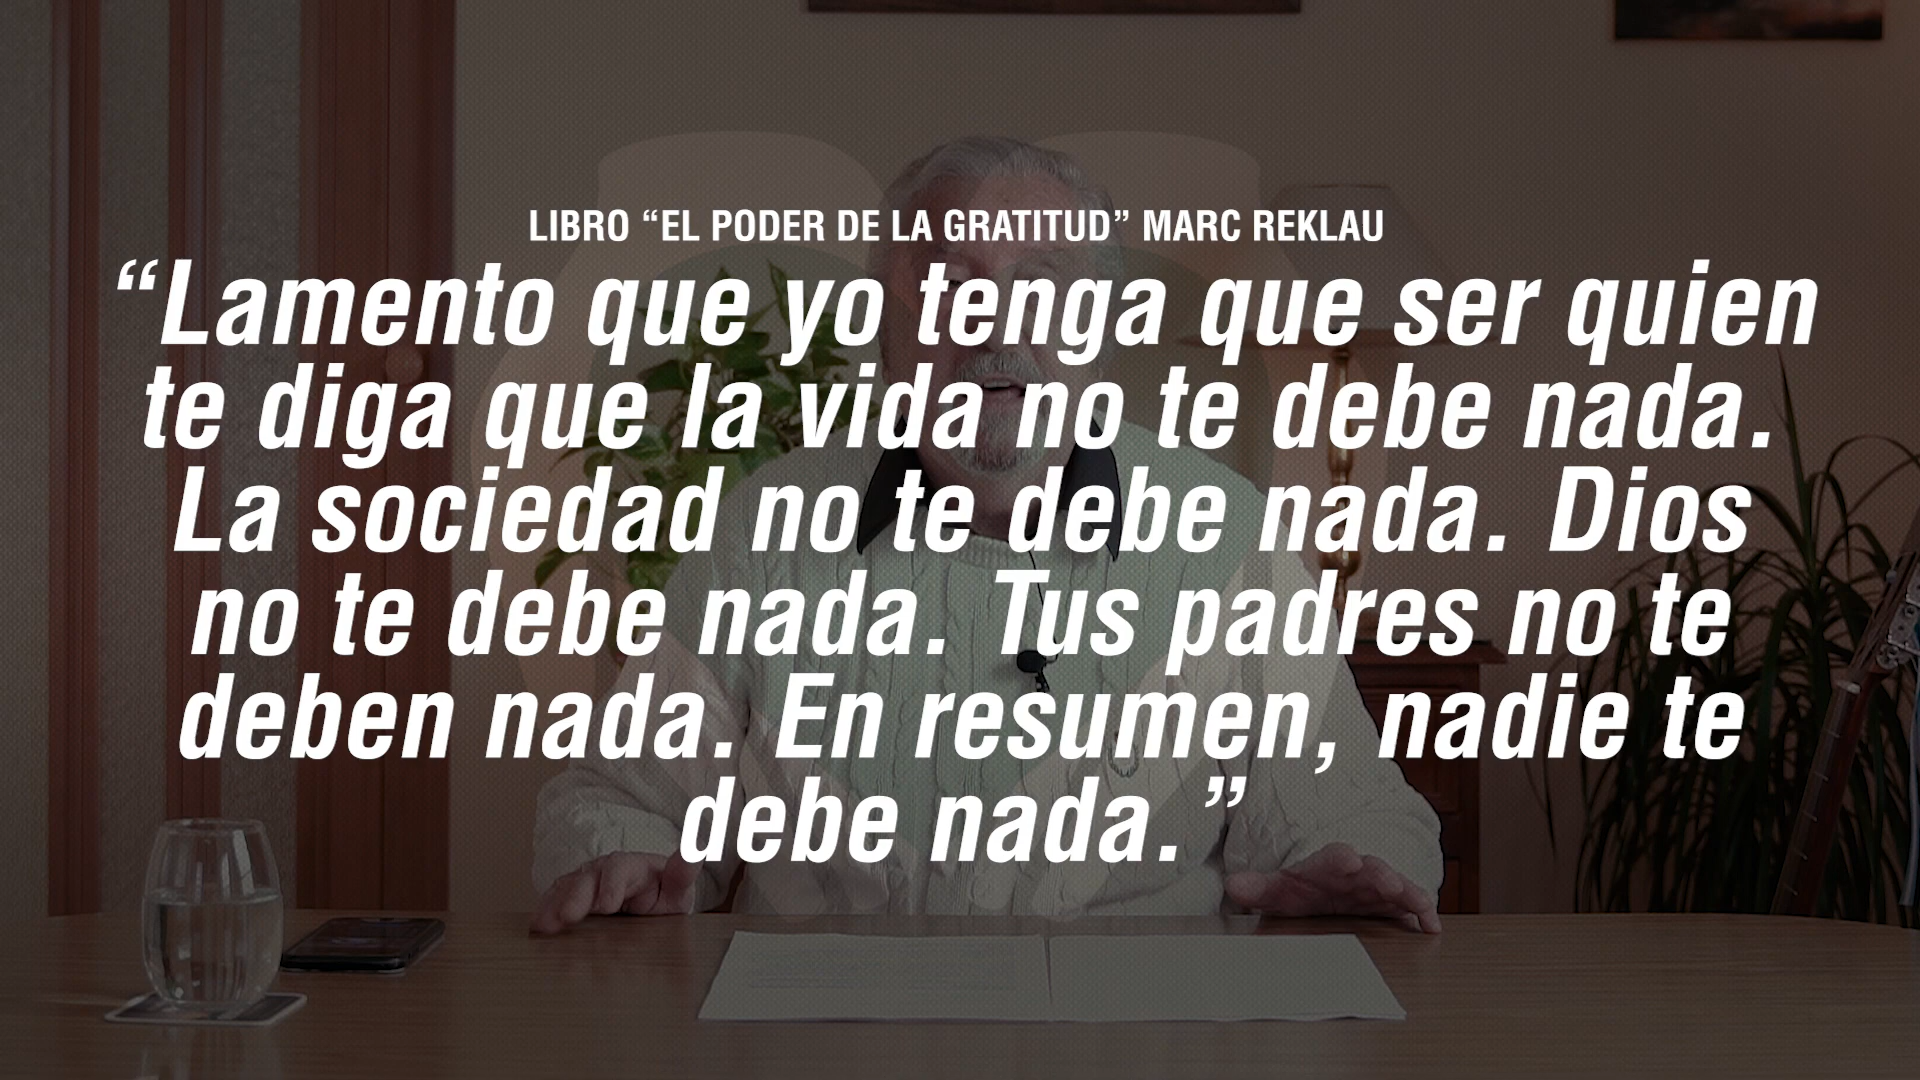 LIBRO “EL PODER DE LA GRATITUD” MARC REKLAU
“Lamento que yo tenga que ser quien
te diga que la vida no te debe nada.
La sociedad no te debe nada. Dios
no te debe nada. Tus padres no te
deben nada. En resumen, nadie te
debe nada.”